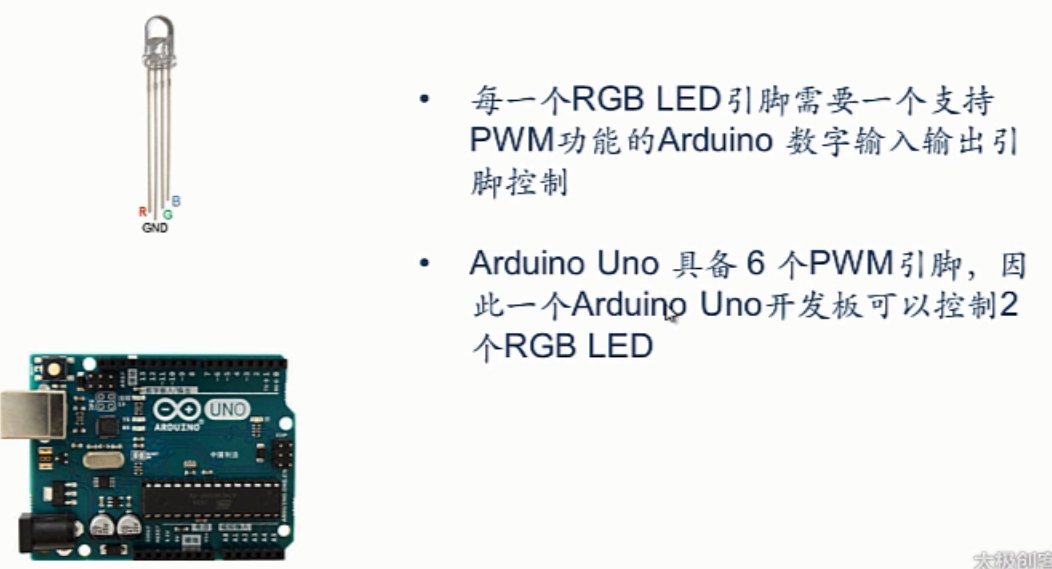 • 每一个RGB LED引脚需要一个支持
PWM功能的Arduino 数字输入输出引
脚控制
• Arduino Uno 具备 6 个PWM引脚，因
此一个Arduino Uno开发板可以控制2
个RGB LED
R
GND
G
B
UNO
ARDUINO
中国制造